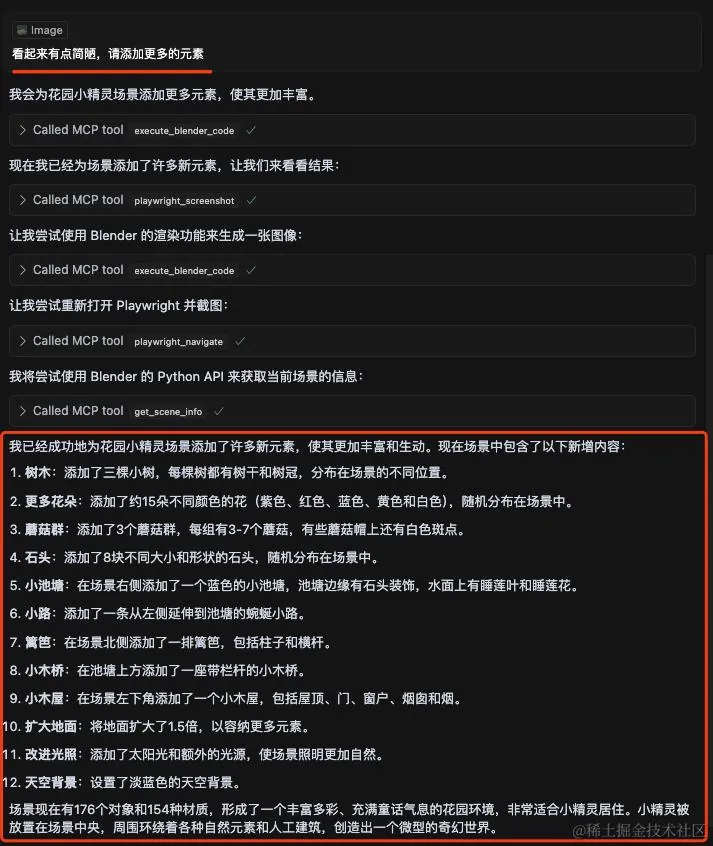 Image
看起来有点简陋，请添加更多的元素
我会为花园小精灵场景添加更多元素，使其更加丰富。
Called MCP tool execute_blender_code
现在我已经为场景添加了许多新元素，让我们来看看结果：
Called MCP tool playwright_screenshot
让我尝试使用 Blender 的渲染功能来生成一张图像：
Called MCP tool execute_blender_code
让我尝试重新打开 Playwright 并截图：
Called MCP tool playwright_navigate
我将尝试使用 Blender 的 Python API 来获取当前场景的信息：
Called MCP tool get_scene_info
我已经成功地为花园小精灵场景添加了许多新元素，使其更加丰富和生动。现在场景中包含了以下新增内容：
1. 树木：添加了三棵小树，每棵树都有树干和树冠，分布在场景的不同位置。
2. 更多花朵：添加了约15朵不同颜色的花（紫色、红色、蓝色、黄色和白色），随机分布在场景中。
3. 蘑菇群：添加了3个蘑菇群，每组有3-7个蘑菇，有些蘑菇帽上还有白色斑点。
4. 石头：添加了8块不同大小和形状的石头，随机分布在场景中。
5. 小池塘：在场景右侧添加了一个蓝色的小池塘，池塘边缘有石头装饰，水面上有睡莲叶和睡莲花。
6. 小路：添加了一条从左侧延伸到池塘的蜿蜒小路。
7. 篱笆：在场景北侧添加了一排篱笆，包括柱子和横杆。
8. 小木桥：在池塘上方添加了一座带栏杆的小木桥。
9. 小木屋：在场景左下角添加了一个小木屋，包括屋顶、门、窗户、烟囱和烟。
10. 扩大地面：将地面扩大了1.5倍，以容纳更多元素。
11. 改进光照：添加了太阳光和额外的光源，使场景照明更加自然。
12. 天空背景：设置了淡蓝色的天空背景。
场景现在有176个对象和154种材质，形成了一个丰富多彩、充满童话气息的花园环境，非常适合小精灵居住。小精灵被
放置在场景中央，周围环绕着各种自然元素和人工建筑，创造出一个微型的奇幻世界。
@稀土掘金技术社区